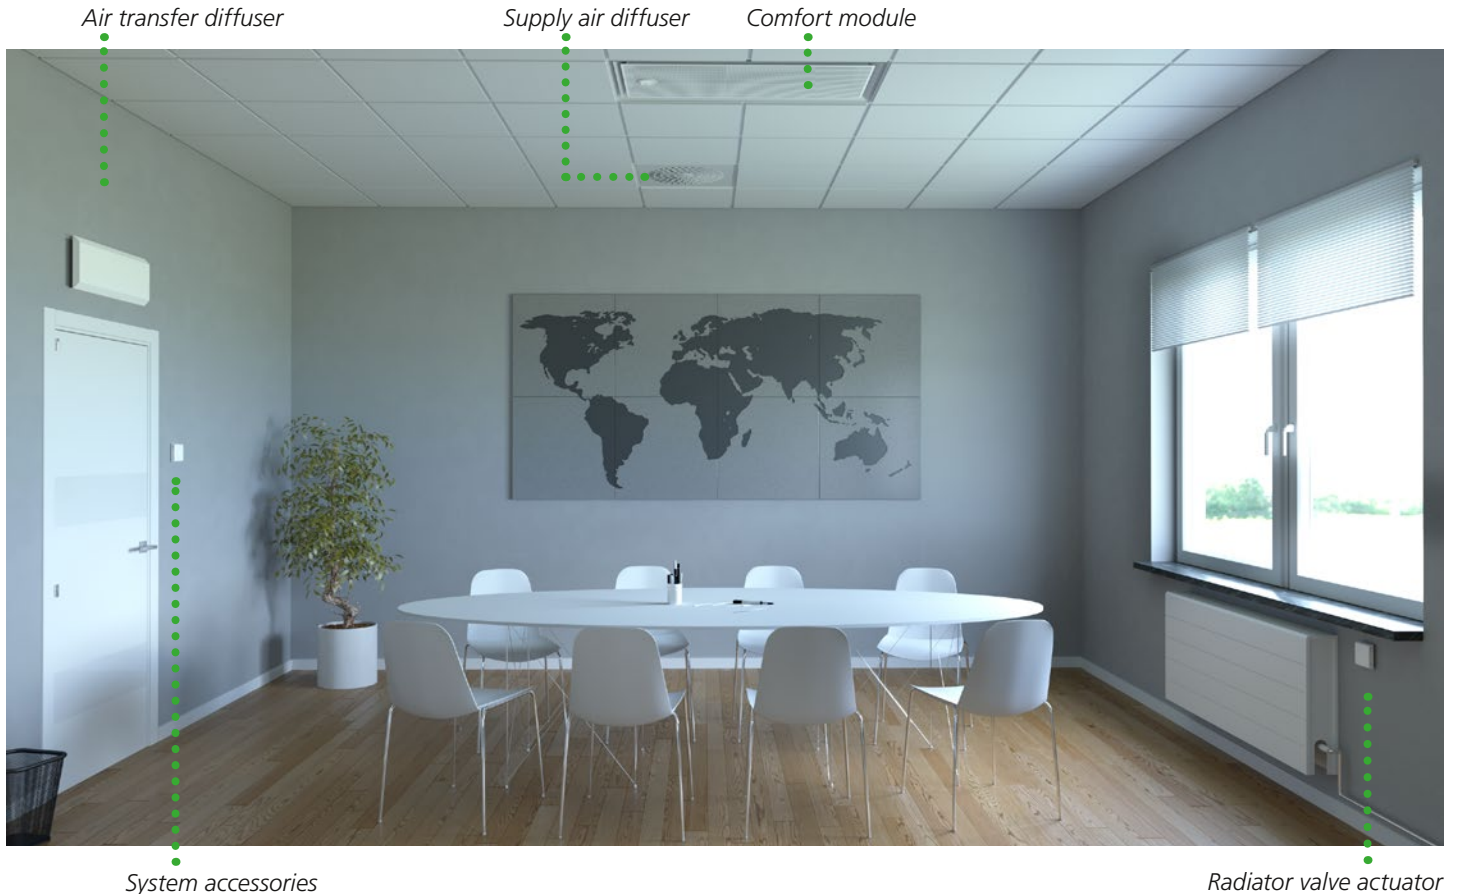 Air transfer diffuser
Supply air diffuser
Comfort module
System accessories
Radiator valve actuator